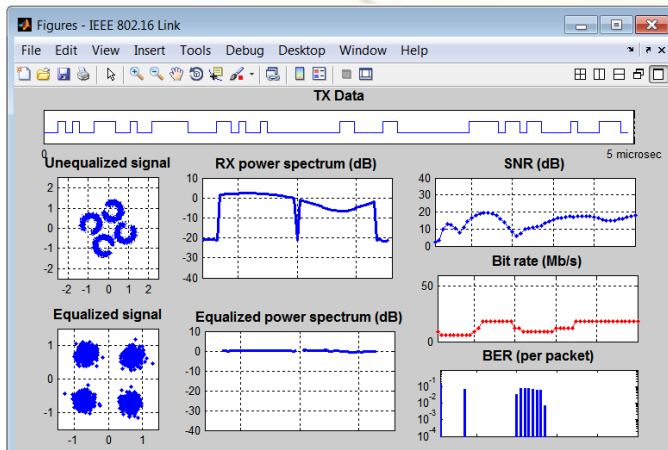 Figures - IEEE 802.16 Link
File Edit View Insert Tools Debug Desktop Window Help
TX Data
0
5 microsec
Unequalized signal
2
1
0
-1
-2
-2 -1 0 1 2
RX power spectrum (dB)
10
0
-10
-20
-30
-40
SNR (dB)
40
30
20
10
0
Bit rate (Mb/s)
50
0
Equalized signal
1
0
-1
-1 0 1
Equalized power spectrum (dB)
10
0
-10
-20
-30
40
BER (per packet)
10^-1
10^-2
10^-3
10^-4